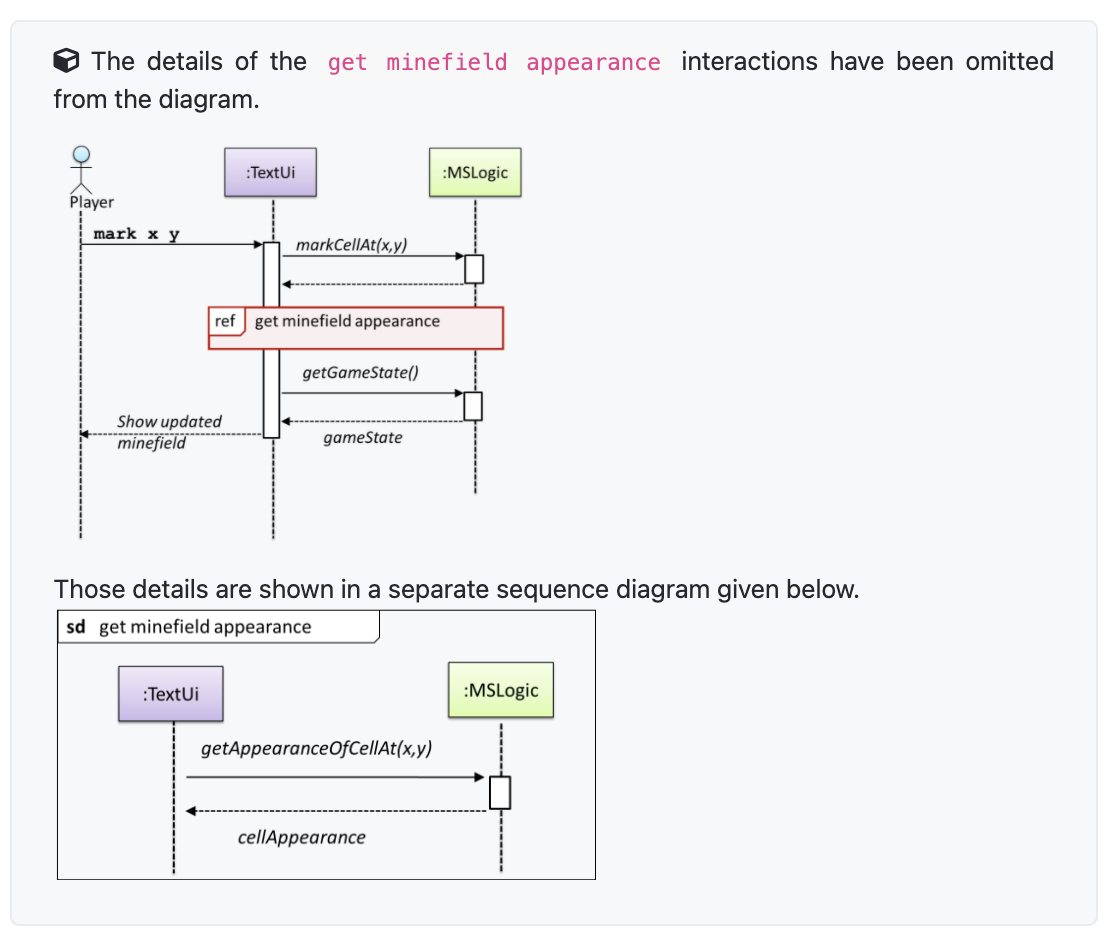 The details of the get minefield appearance interactions have been omitted
from the diagram.
:TextUi
:MSLogic
Player
mark x y
markCellAt(x,y)
ref get minefield appearance
getGameState()
Show updated
minefield
gameState
Those details are shown in a separate sequence diagram given below.
sd get minefield appearance
:TextUi
:MSLogic
getAppearanceOfCellAt(x,y)
cellAppearance